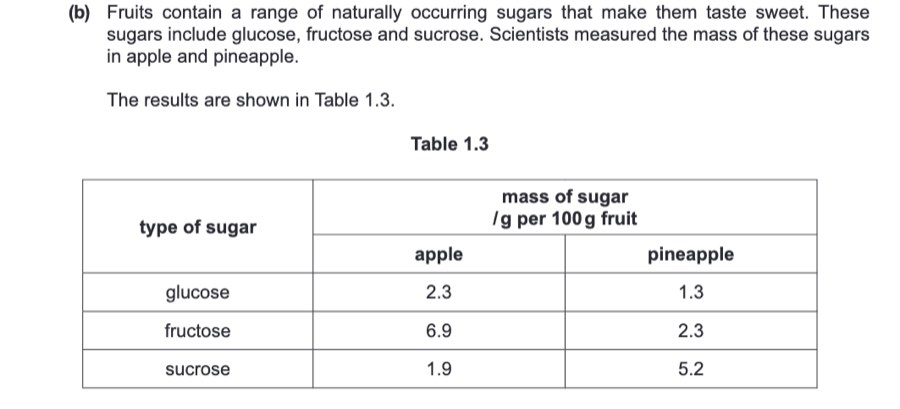 (b) Fruits contain a range of naturally occurring sugars that make them taste sweet. These
sugars include glucose, fructose and sucrose. Scientists measured the mass of these sugars
in apple and pineapple.
The results are shown in Table 1.3.
Table 1.3
type of sugar
mass of sugar
/g per 100 g fruit
apple pineapple
glucose 2.3 1.3
fructose 6.9 2.3
sucrose 1.9 5.2